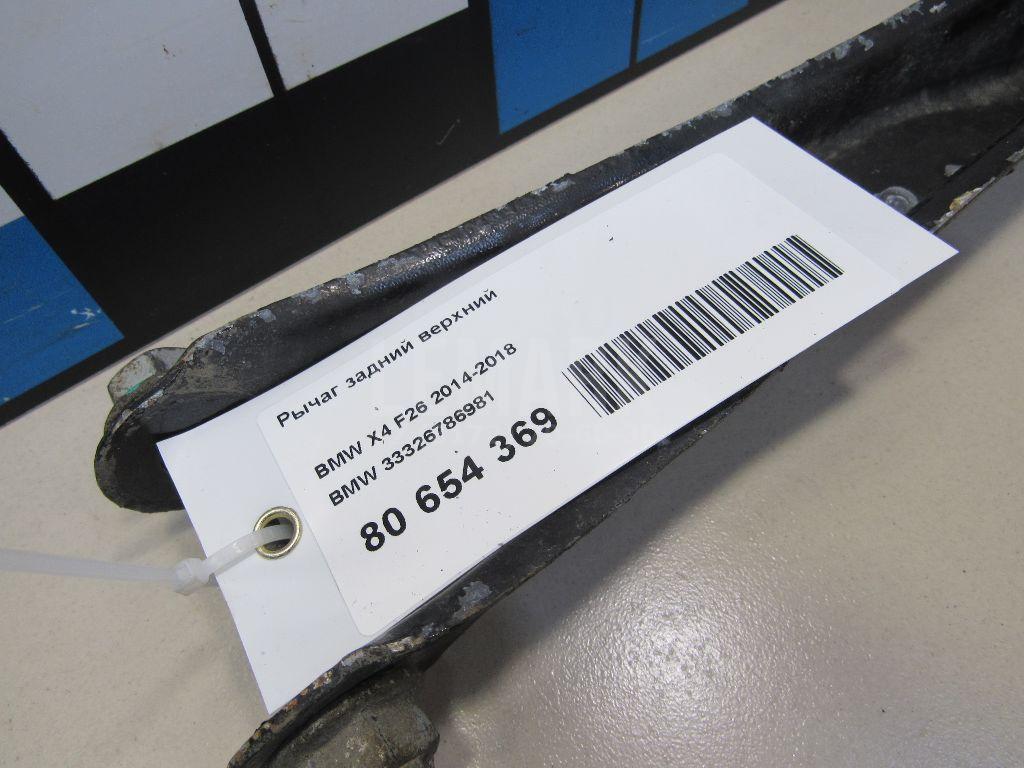 Рычаг задний верхний
BMW X4 F26 2014-2018
BMW 33326786981
80 654 369